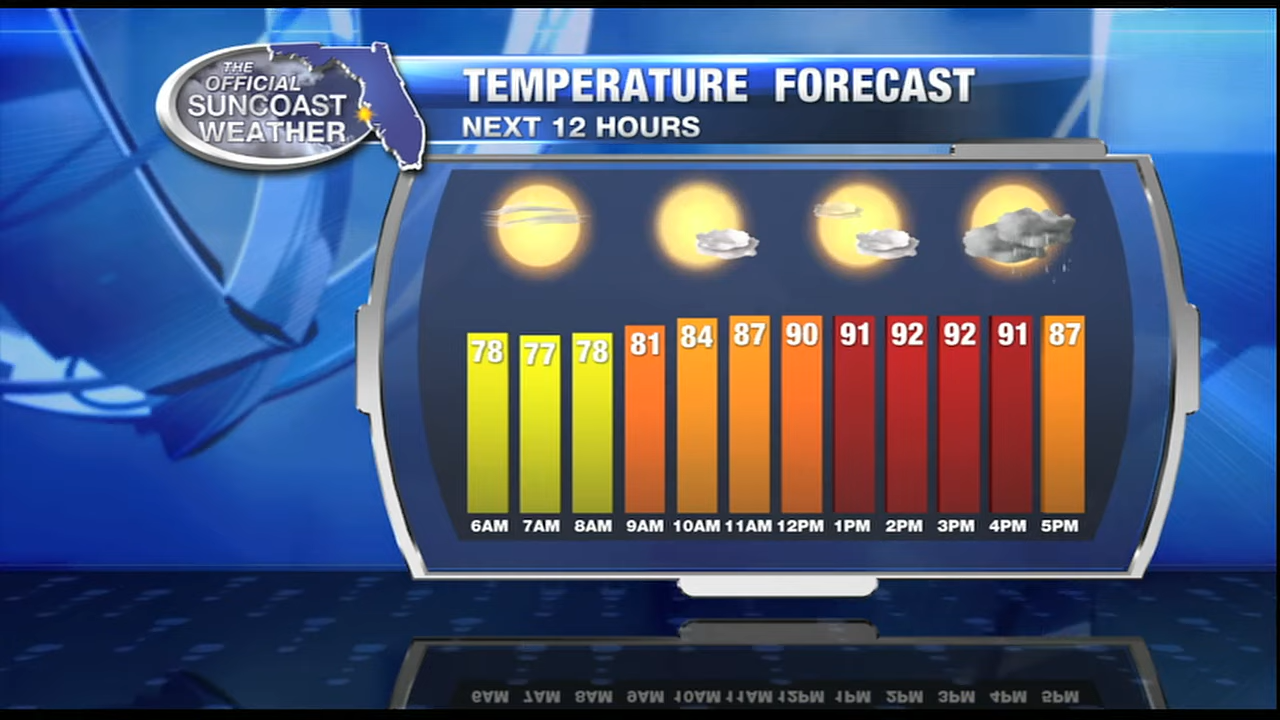 THE
OFFICIAL
SUNCOAST
WEATHER
TEMPERATURE FORECAST
NEXT 12 HOURS
78 77 78 81 84 87 90 91 92 92 91 87
6AM 7AM 8AM 9AM 10AM 11AM 12PM 1PM 2PM 3PM 4PM 5PM